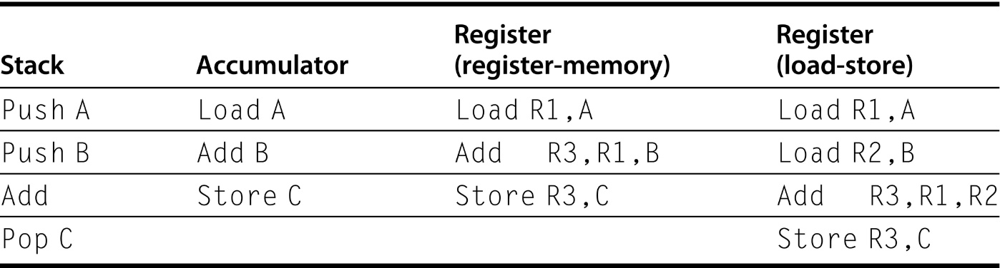 Stack Accumulator Register (register-memory) Register (load-store)
Push A Load A Load R1,A Load R1,A
Push B Add B Add R3,R1,B Load R2,B
Add Store C Store R3,C Add R3,R1,R2
Pop C Store R3,C